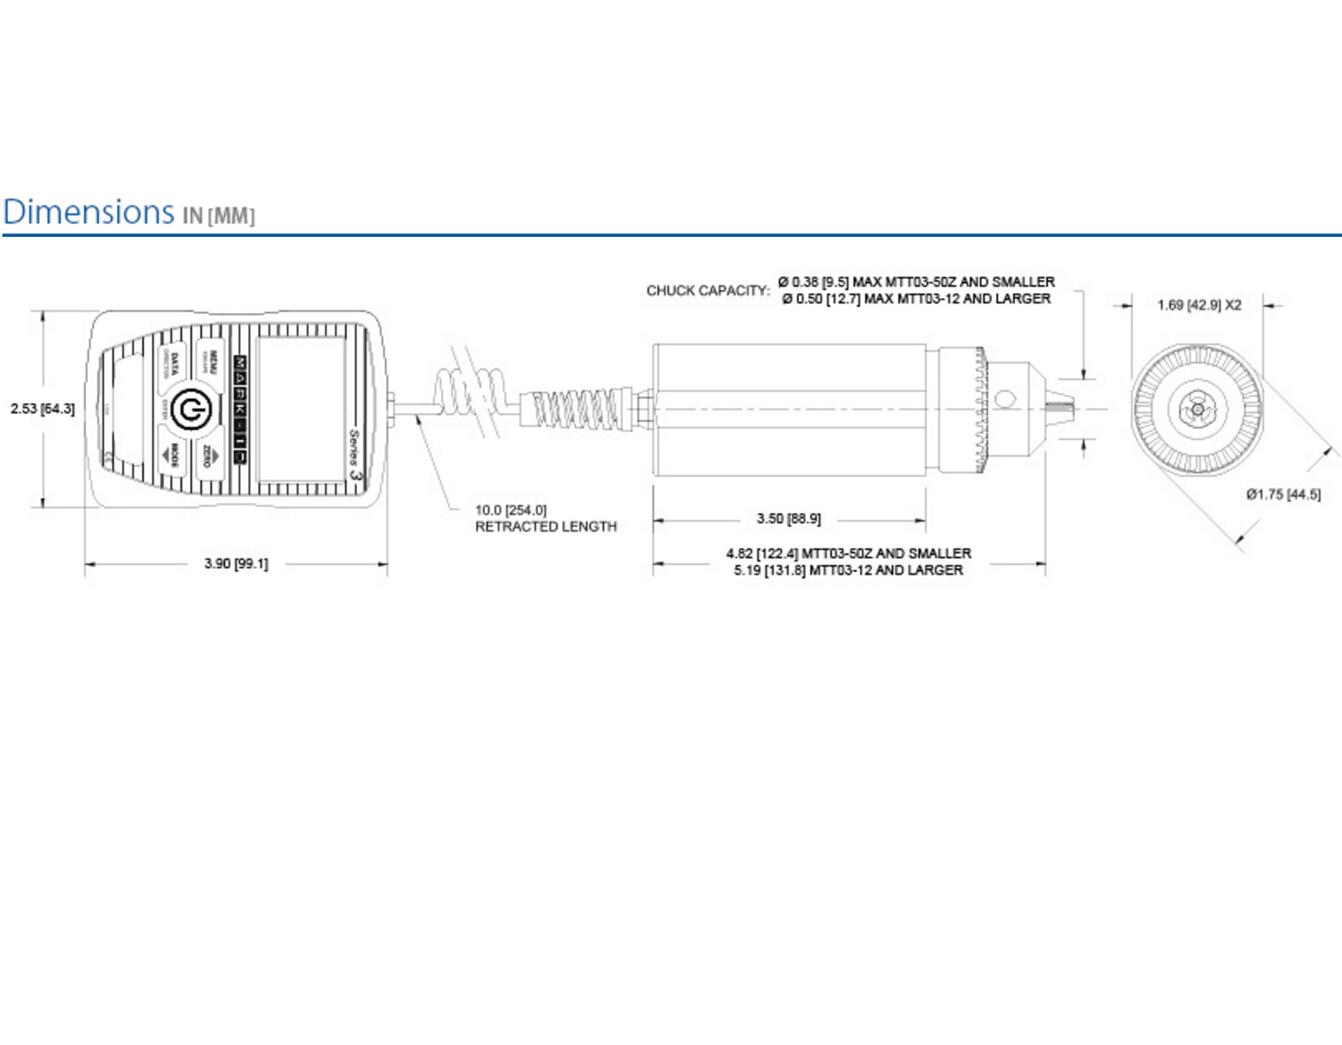 Dimensions IN [MM]
CHUCK CAPACITY: Ø 0.38 [9.5] MAX MTT03-50Z AND SMALLER
Ø 0.50 [12.7] MAX MTT03-12 AND LARGER
1.69 [42.9] X2
2.53 [64.3]
MENU
ESCAPE
DATA
DIRECTION
ENTER
MARK-10
ZERO
MODE
Series 3
CE
10.0 [254.0]
RETRACTED LENGTH
3.90 [99.1]
3.50 [88.9]
4.82 [122.4] MTT03-50Z AND SMALLER
5.19 [131.8] MTT03-12 AND LARGER
Ø1.75 [44.5]